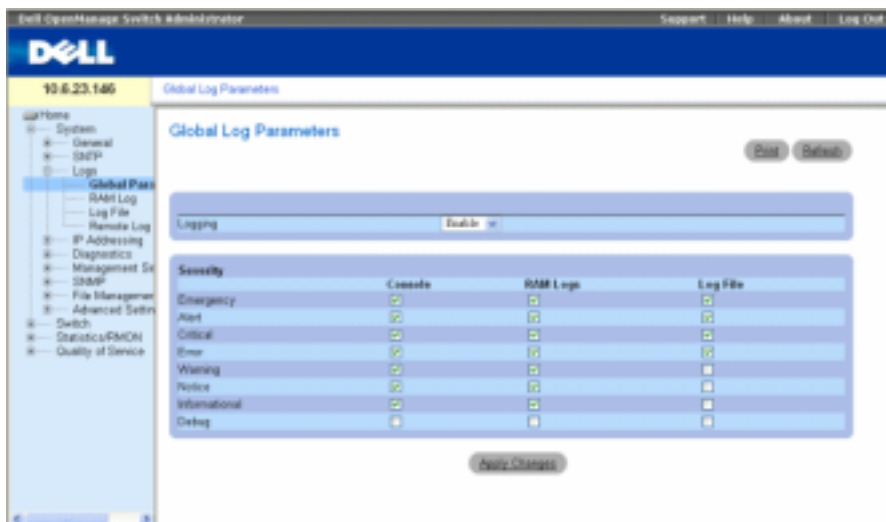 Dell OpenManage Switch Administrator
Support Help About Log Out
DELL
10.6.23.146
Global Log Parameters
Home
System
General
SNTP
Logs
Global Para
RAM Log
Log File
Remote Log
IP Addressing
Diagnostics
Management Se
SNMP
File Managemen
Advanced Settin
Switch
Statistics/RMON
Quality of Service
Global Log Parameters
Print Refresh
Logging Enable
Severity
Console RAM Logs Log File
Emergency
Alert
Critical
Error
Warning
Notice
Informational
Debug
Apply Changes